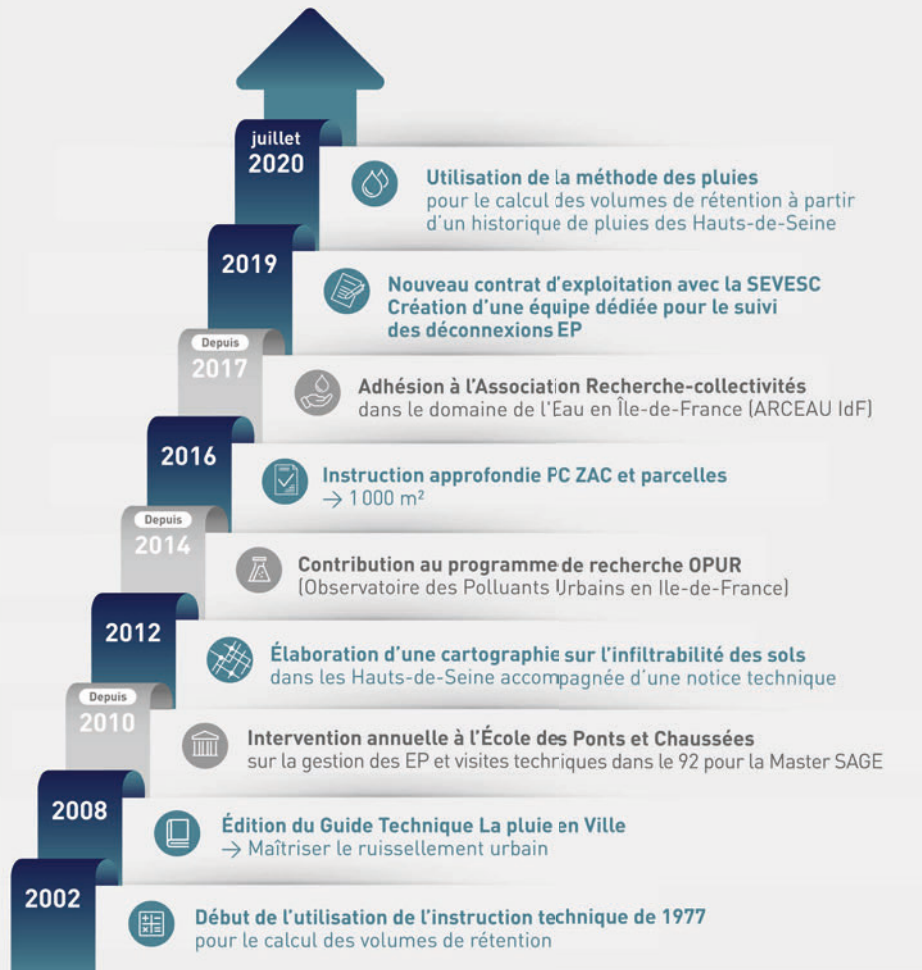 juillet
2020
Utilisation de la méthode des pluies
pour le calcul des volumes de rétention à partir
d'un historique de pluies des Hauts-de-Seine
2019
Nouveau contrat d'exploitation avec la SEVESC
Création d'une équipe dédiée pour le suivi
des déconnexions EP
Depuis
2017
Adhésion à l'Association Recherche-collectivités
dans le domaine de l'Eau en Île-de-France (ARCEAU IdF)
2016
Instruction approfondie PC ZAC et parcelles
→ 1 000 m²
Depuis
2014
Contribution au programme de recherche OPUR
(Observatoire des Polluants Urbains en Ile-de-France)
2012
Élaboration d'une cartographie sur l'infiltrabilité des sols
dans les Hauts-de-Seine accompagnée d'une notice technique
Depuis
2010
Intervention annuelle à l'École des Ponts et Chaussées
sur la gestion des EP et visites techniques dans le 92 pour la Master SAGE
2008
Édition du Guide Technique La pluie en Ville
→ Maîtriser le ruissellement urbain
2002
Début de l'utilisation de l'instruction technique de 1977
pour le calcul des volumes de rétention